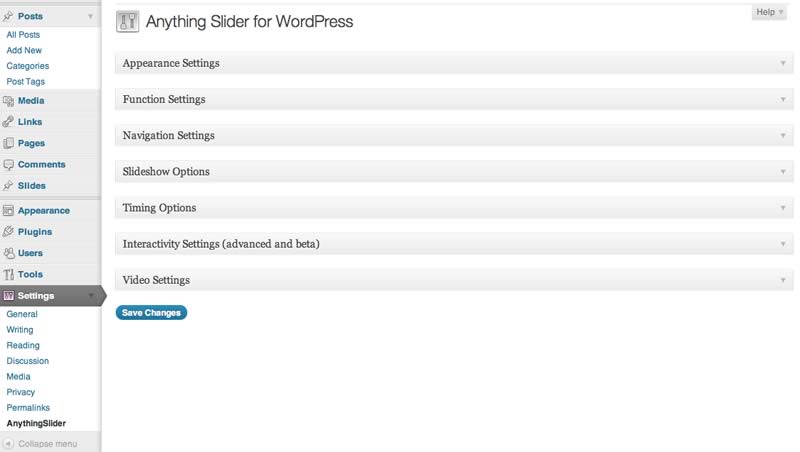 Posts
All Posts
Add New
Categories
Post Tags
Media
Links
Pages
Comments
Slides
Appearance
Plugins
Users
Tools
Settings
General
Writing
Reading
Discussion
Media
Privacy
Permalinks
AnythingSlider
Collapse menu
Help
Anything Slider for WordPress
Appearance Settings
Function Settings
Navigation Settings
Slideshow Options
Timing Options
Interactivity Settings (advanced and beta)
Video Settings
Save Changes